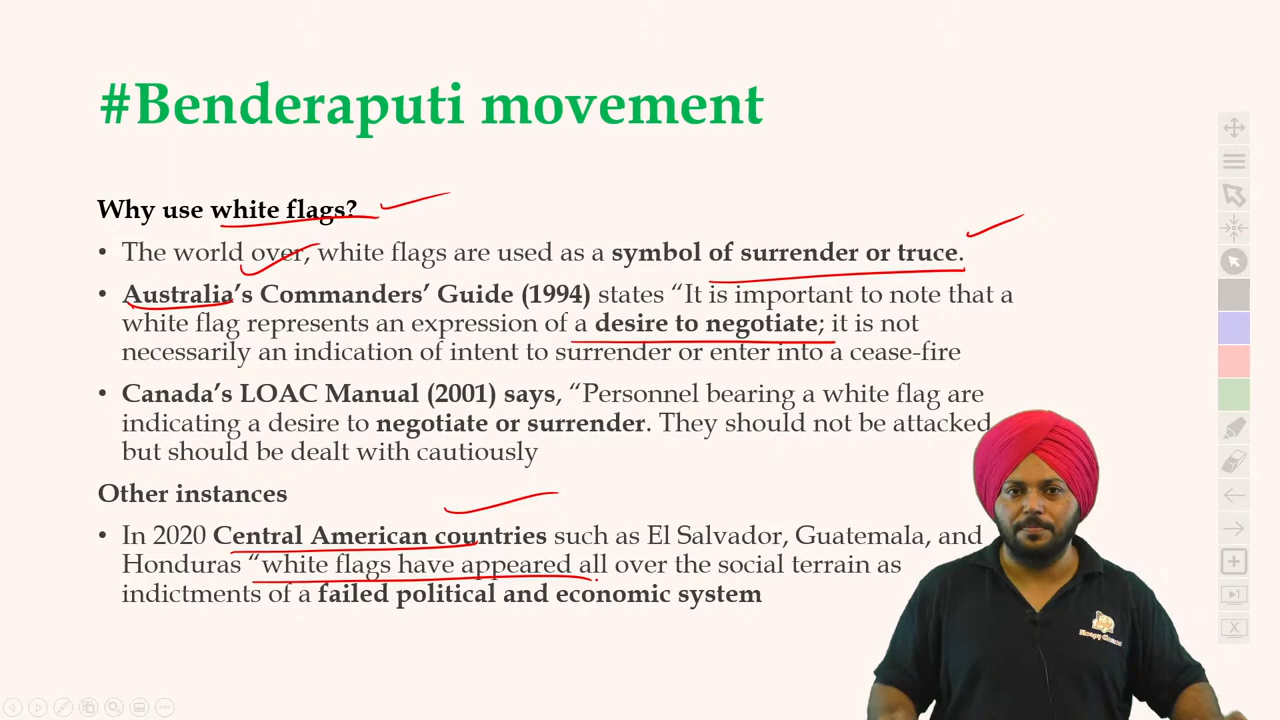 #Benderaputi movement
Why use white flags?
• The world over, white flags are used as a symbol of surrender or truce.
• Australia's Commanders' Guide (1994) states “It is important to note that a
white flag represents an expression of a desire to negotiate; it is not
necessarily an indication of intent to surrender or enter into a cease-fire
• Canada's LOAC Manual (2001) says, “Personnel bearing a white flag are
indicating a desire to negotiate or surrender. They should not be attacked
but should be dealt with cautiously
Other instances
• In 2020 Central American countries such as El Salvador, Guatemala, and
Honduras “white flags have appeared all over the social terrain as
indictments of a failed political and economic system